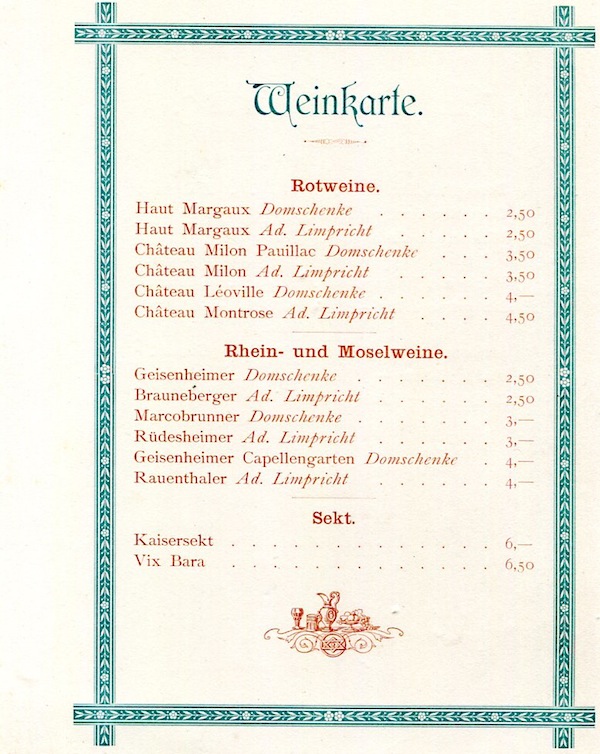 Weinkarte.
Rotweine.
Haut Margaux Domschenke . . . . . . 2,50
Haut Margaux Ad. Limpricht . . . . . 2,50
Château Milon Pauillac Domschenke . . . 3,50
Château Milon Ad. Limpricht . . . . 3,50
Château Léoville Domschenke . . . . . . 4,—
Château Montrose Ad. Limpricht . . . . 4,50
Rhein- und Moselweine.
Geisenheimer Domschenke . . . . . . . 2,50
Brauneberger Ad. Limpricht . . . . . . 2,50
Marcobrunner Domschenke . . . . . . . 3,—
Rüdesheimer Ad. Limpricht . . . . . . 3,—
Geisenheimer Capellengarten Domschenke . 4,—
Rauenthaler Ad. Limpricht . . . . . . 4,—
Sekt.
Kaisersekt . . . . . . . . . . . . . 6,—
Vix Bara . . . . . . . . . . . . . 6,50